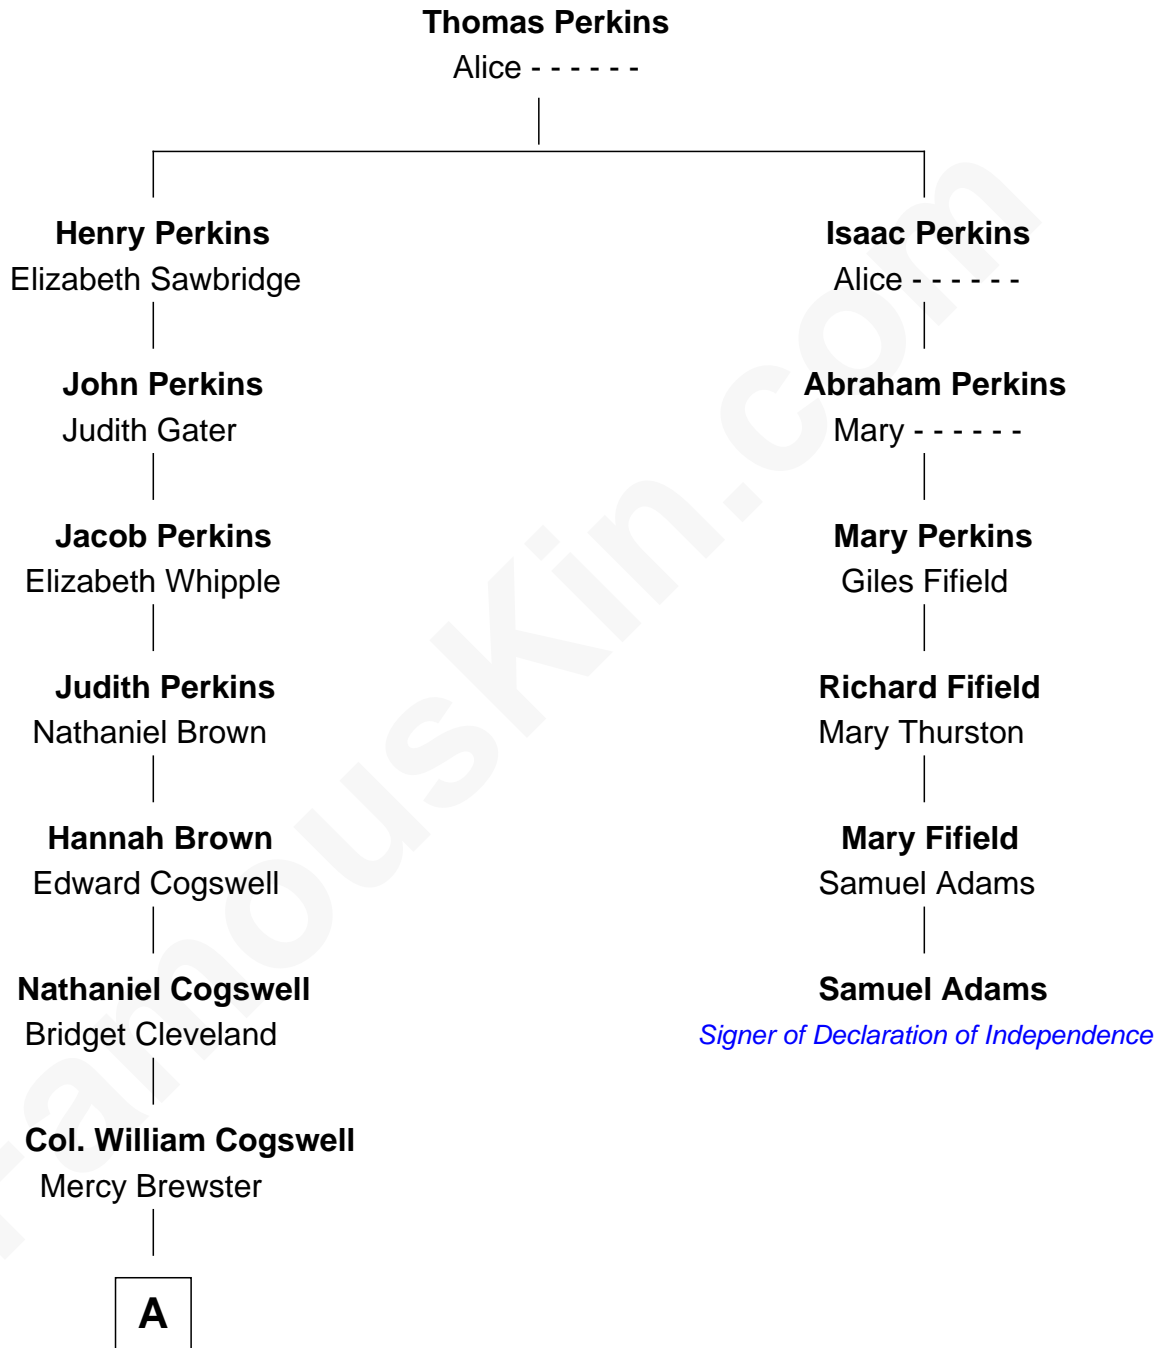 Thomas Perkins
Alice - - - - - -
Henry Perkins
Elizabeth Sawbridge
Isaac Perkins
Alice - - - - - -
John Perkins
Judith Gater
Abraham Perkins
Mary - - - - - -
Jacob Perkins
Elizabeth Whipple
Mary Perkins
Giles Fifield
Judith Perkins
Nathaniel Brown
Richard Fifield
Mary Thurston
Hannah Brown
Edward Cogswell
Mary Fifield
Samuel Adams
Nathaniel Cogswell
Bridget Cleveland
Samuel Adams
Signer of Declaration of Independence
Col. William Cogswell
Mercy Brewster
A
FamousKin.com